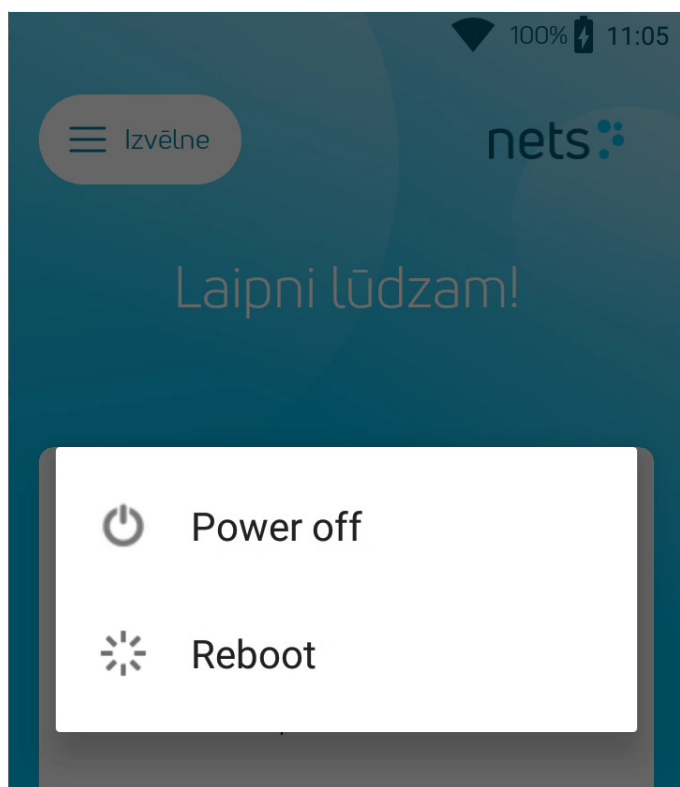 100% 11:05
Izvēlne
nets
Laipni lūdzam!
Power off
Reboot